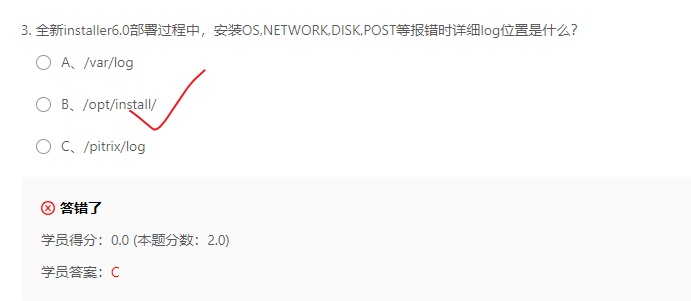 3. 全新installer6.0部署过程中，安装OS,NETWORK,DISK,POST等报错时详细log位置是什么？
A、/var/log
B、/opt/install/
C、/pitrix/log
答错了
学员得分：0.0 (本题分数：2.0)
学员答案：C